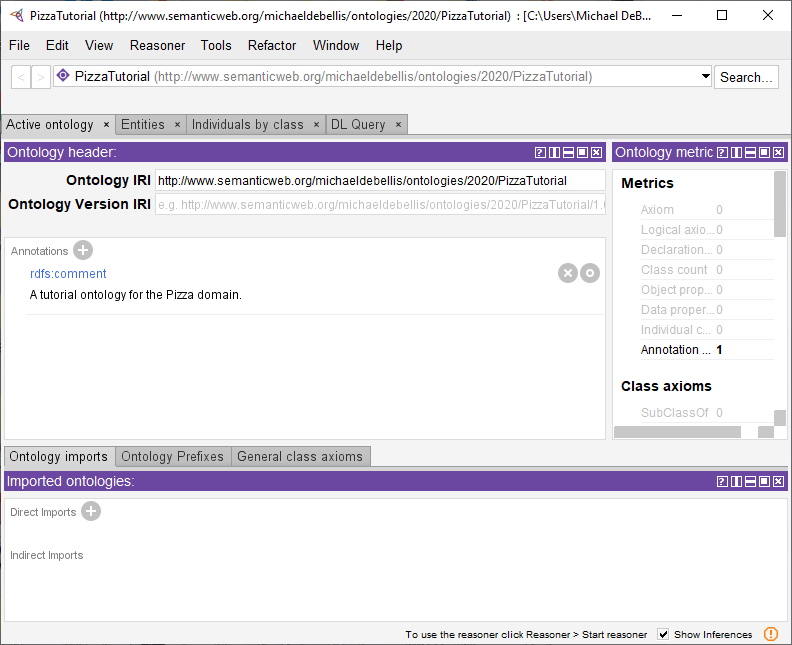 PizzaTutorial (http://www.semanticweb.org/michaeldebellis/ontologies/2020/PizzaTutorial) : [C:\Users\Michael DeB...
File Edit View Reasoner Tools Refactor Window Help
< > PizzaTutorial (http://www.semanticweb.org/michaeldebellis/ontologies/2020/PizzaTutorial) Search...
Active ontology × Entities × Individuals by class × DL Query ×
Ontology header:
Ontology IRI http://www.semanticweb.org/michaeldebellis/ontologies/2020/PizzaTutorial
Ontology Version IRI e.g. http://www.semanticweb.org/michaeldebellis/ontologies/2020/PizzaTutorial/1.
Annotations
rdfs:comment
A tutorial ontology for the Pizza domain.
Ontology metric
Metrics
Axiom 0
Logical axio... 0
Declaration... 0
Class count 0
Object prop... 0
Data proper... 0
Individual c... 0
Annotation ... 1
Class axioms
SubClassOf 0
Ontology imports Ontology Prefixes General class axioms
Imported ontologies:
Direct Imports
Indirect Imports
To use the reasoner click Reasoner > Start reasoner Show Inferences